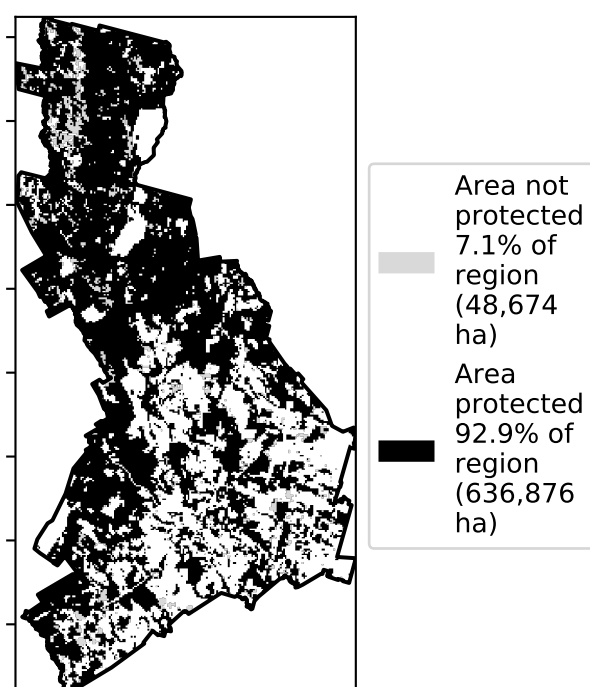 Area not
protected
7.1% of
region
(48,674
ha)
Area
protected
92.9% of
region
(636,876
ha)